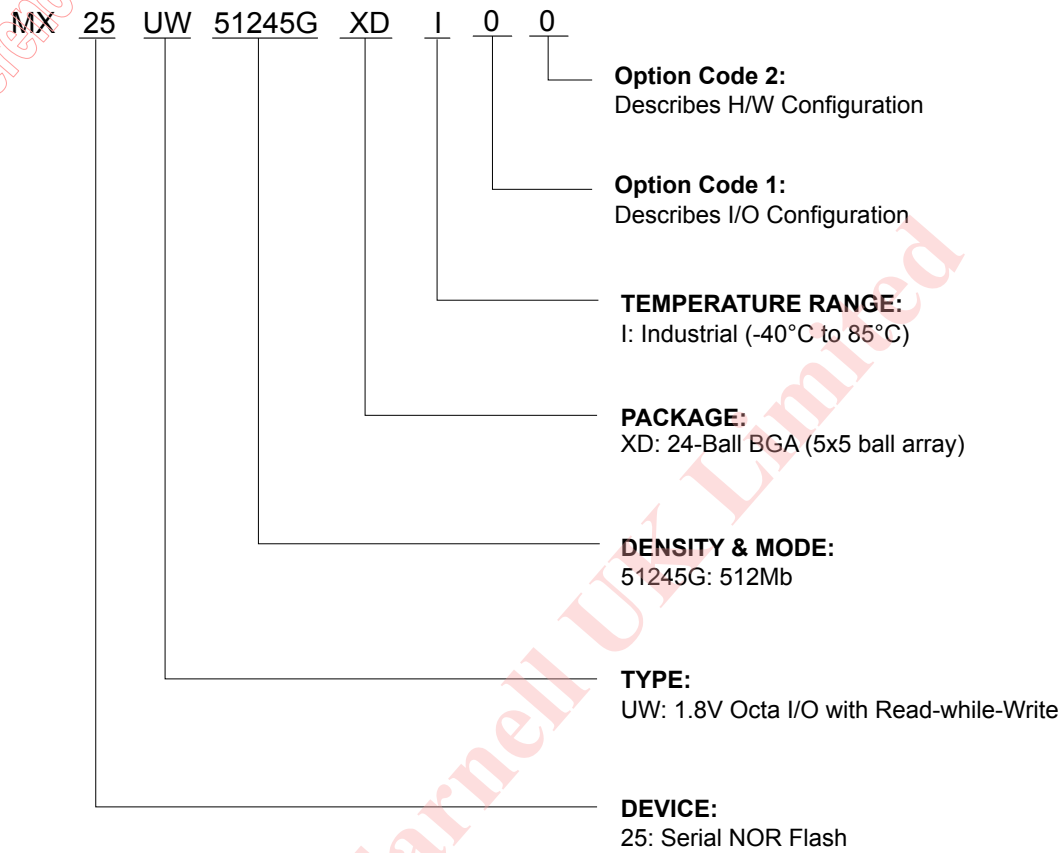 MX 25 UW 51245G XD I 0 0
Option Code 2:
Describes H/W Configuration
Option Code 1:
Describes I/O Configuration
TEMPERATURE RANGE:
I: Industrial (-40°C to 85°C)
PACKAGE:
XD: 24-Ball BGA (5x5 ball array)
DENSITY & MODE:
51245G: 512Mb
TYPE:
UW: 1.8V Octa I/O with Read-while-Write
DEVICE:
25: Serial NOR Flash
UK Limited